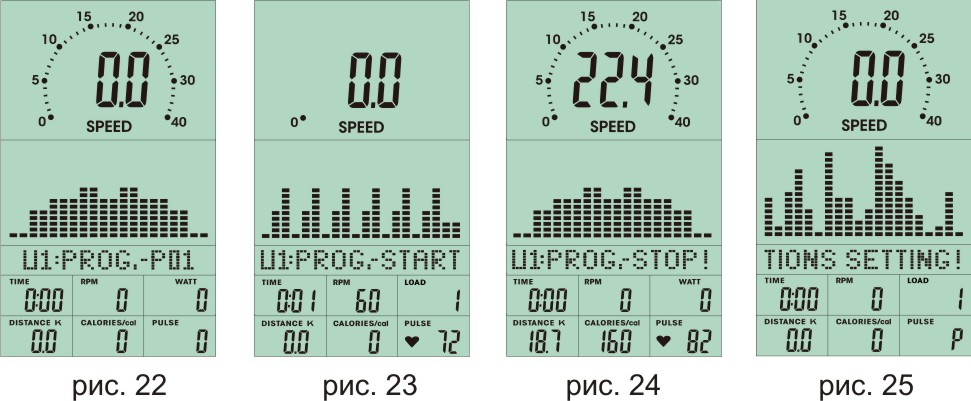 15 20
10 25
5 30
0 40
0.0
SPEED
U1:PROG.-P01
TIME RPM WATT
0:00 0 0
DISTANCE K CALORIES/cal PULSE
0.0 0 0
рис. 22
0.0
0
SPEED
U1:PROG.-START
TIME RPM LOAD
0:01 60 1
DISTANCE K CALORIES/cal PULSE
0.0 0 72
рис. 23
15 20
10 25
5 30
0 40
22.4
SPEED
U1:PROG.-STOP!
TIME RPM WATT
0:00 0 0
DISTANCE K CALORIES/cal PULSE
18.7 160 82
рис. 24
15 20
10 25
5 30
0 40
0.0
SPEED
TIONS SETTING!
TIME RPM LOAD
0:00 0 1
DISTANCE K CALORIES/cal PULSE
0.0 0 P
рис. 25